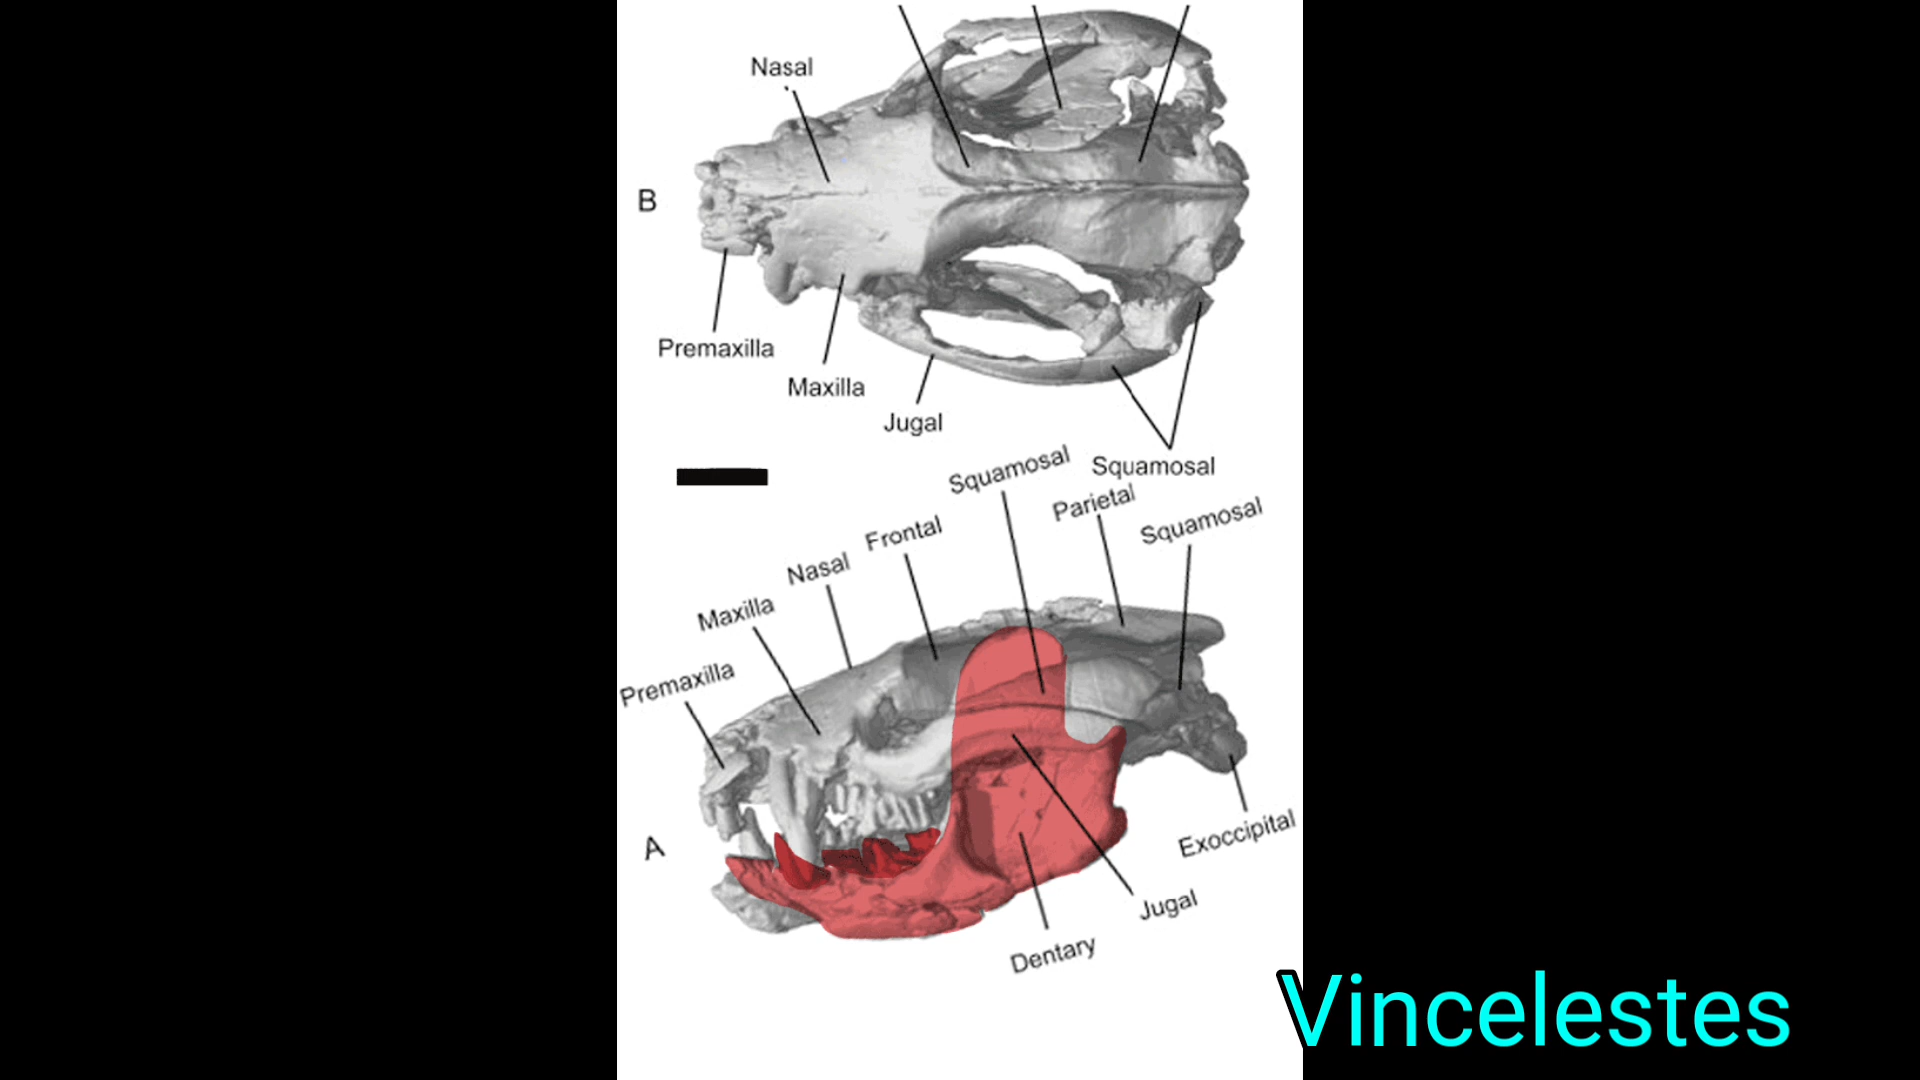 Nasal
B
Premaxilla
Maxilla
Jugal
Squamosal
Squamosal
Parietal
Squamosal
Frontal
Nasal
Maxilla
Premaxilla
A
Exoccipital
Jugal
Dentary
Vincelestes